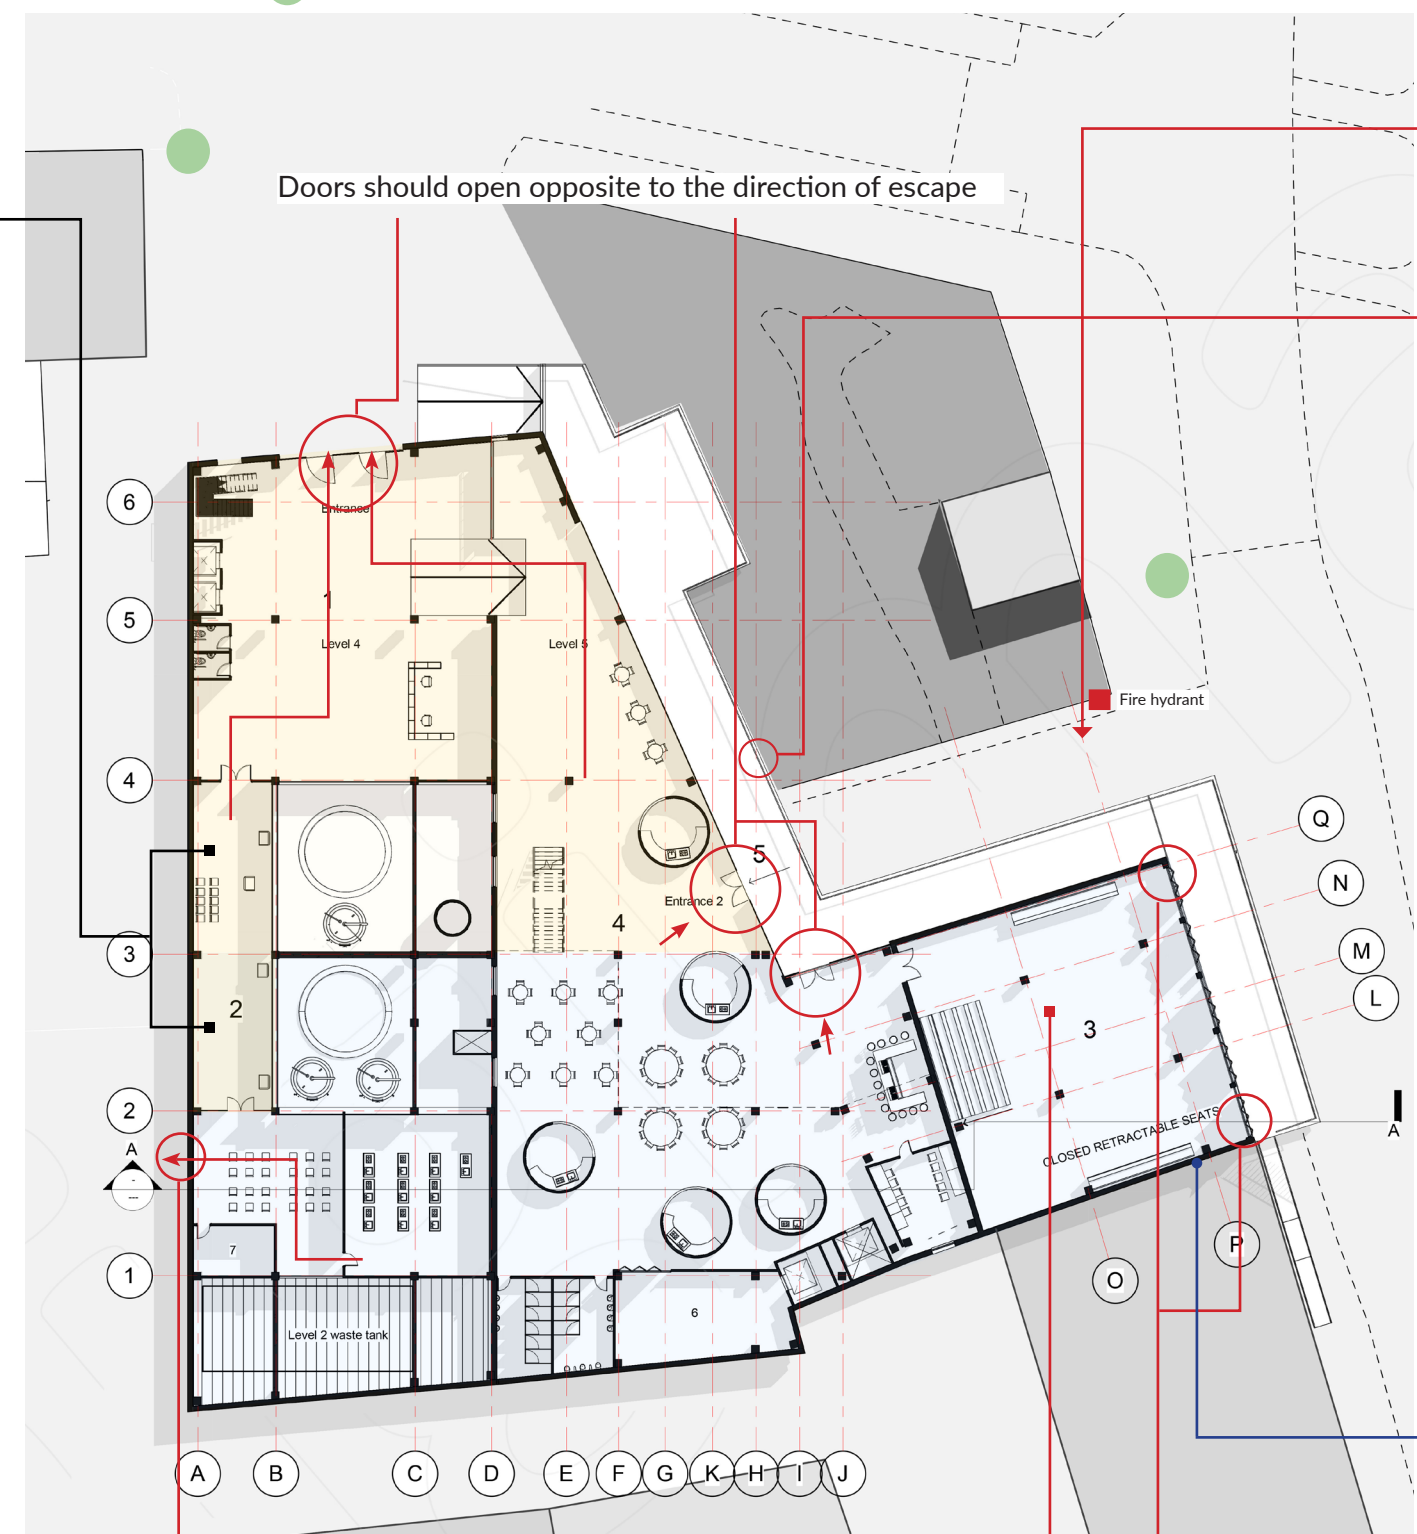 Doors should open opposite to the direction of escape
6
Entrance
1
5
Level 4
Level 5
Fire hydrant
4
Q
5
N
Entrance 2
4
3
M
L
2
3
2
A
CLOSED RETRACTABLE SEATS
A
7
P
1
O
6
Level 2 waste tank
A
B
C
D
E
F
G
K
H
I
J